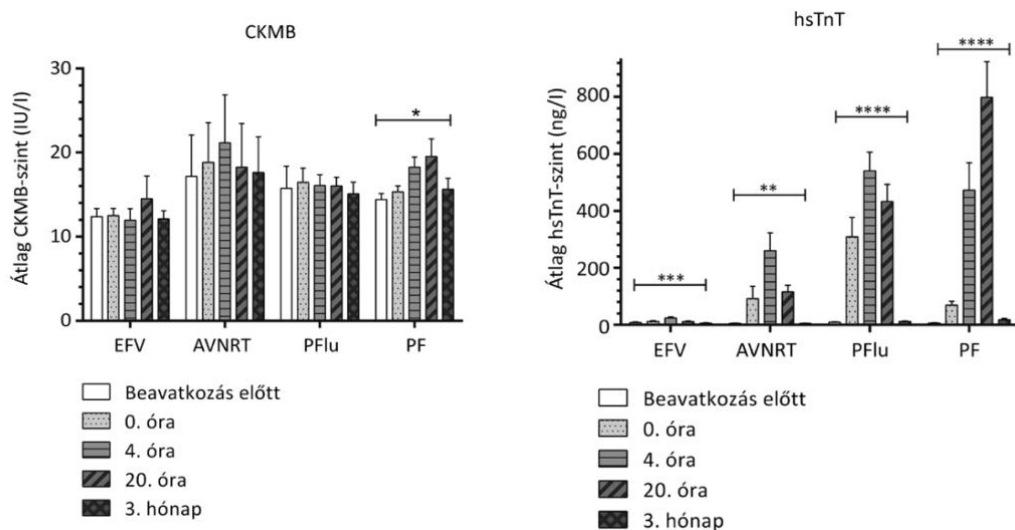 CKMB
Átlag CKMB-szint (IU/l)
30
20
10
0
*
EFV AVNRT PFlu PF
Beavatkozás előtt
0. óra
4. óra
20. óra
3. hónap
hsTnT
Átlag hsTnT-szint (ng/l)
800
600
400
200
0
***
**
****
****
EFV AVNRT PFlu PF
Beavatkozás előtt
0. óra
4. óra
20. óra
3. hónap